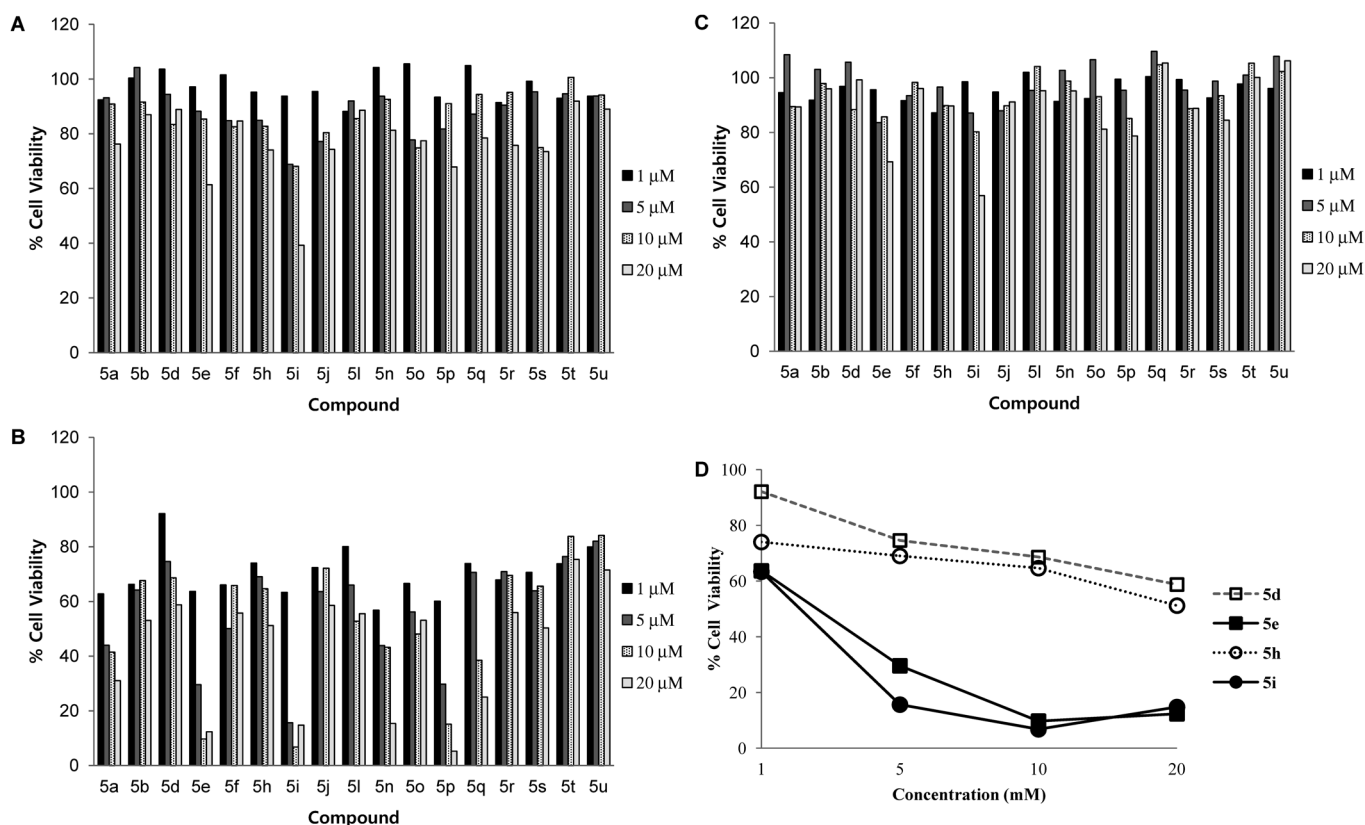 A
120
100
80
60
40
20
0
% Cell Viability
1 μM
5 μM
10 μM
20 μM
5a 5b 5d 5e 5f 5h 5i 5j 5l 5n 5o 5p 5q 5r 5s 5t 5u
Compound
B
120
100
80
60
40
20
0
% Cell Viability
1 μM
5 μM
10 μM
20 μM
5a 5b 5d 5e 5f 5h 5i 5j 5l 5n 5o 5p 5q 5r 5s 5t 5u
Compound
C
120
100
80
60
40
20
0
% Cell Viability
1 μM
5 μM
10 μM
20 μM
5a 5b 5d 5e 5f 5h 5i 5j 5l 5n 5o 5p 5q 5r 5s 5t 5u
Compound
D
100
80
60
40
20
0
% Cell Viability
5d
5e
5h
5i
1 5 10 20
Concentration (mM)